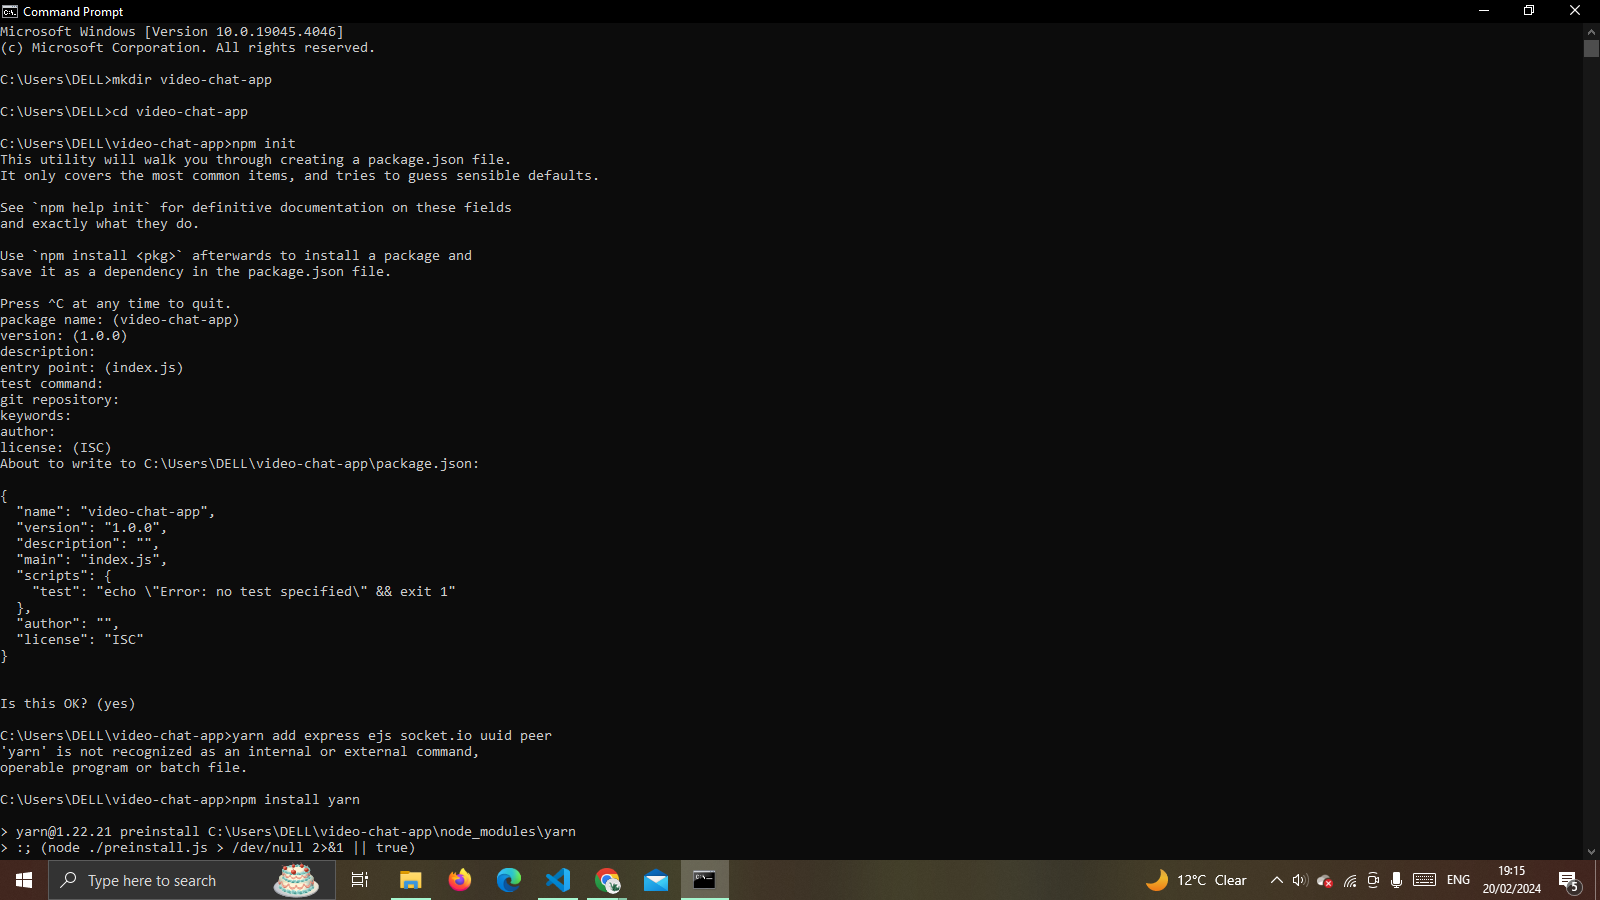 Command Prompt
Microsoft Windows [Version 10.0.19045.4046]
(c) Microsoft Corporation. All rights reserved.
C:\Users\DELL>mkdir video-chat-app
C:\Users\DELL>cd video-chat-app
C:\Users\DELL\video-chat-app>npm init
This utility will walk you through creating a package.json file.
It only covers the most common items, and tries to guess sensible defaults.
See `npm help init` for definitive documentation on these fields
and exactly what they do.
Use `npm install <pkg>` afterwards to install a package and
save it as a dependency in the package.json file.
Press ^C at any time to quit.
package name: (video-chat-app)
version: (1.0.0)
description:
entry point: (index.js)
test command:
git repository:
keywords:
author:
license: (ISC)
About to write to C:\Users\DELL\video-chat-app\package.json:
{
  "name": "video-chat-app",
  "version": "1.0.0",
  "description": "",
  "main": "index.js",
  "scripts": {
    "test": "echo \"Error: no test specified\" && exit 1"
  },
  "author": "",
  "license": "ISC"
}
Is this OK? (yes)
C:\Users\DELL\video-chat-app>yarn add express ejs socket.io uuid peer
'yarn' is not recognized as an internal or external command,
operable program or batch file.
C:\Users\DELL\video-chat-app>npm install yarn
> yarn@1.22.21 preinstall C:\Users\DELL\video-chat-app\node_modules\yarn
> :; (node ./preinstall.js > /dev/null 2>&1 || true)
Type here to search
12°C Clear
ENG
19:15
20/02/2024
5